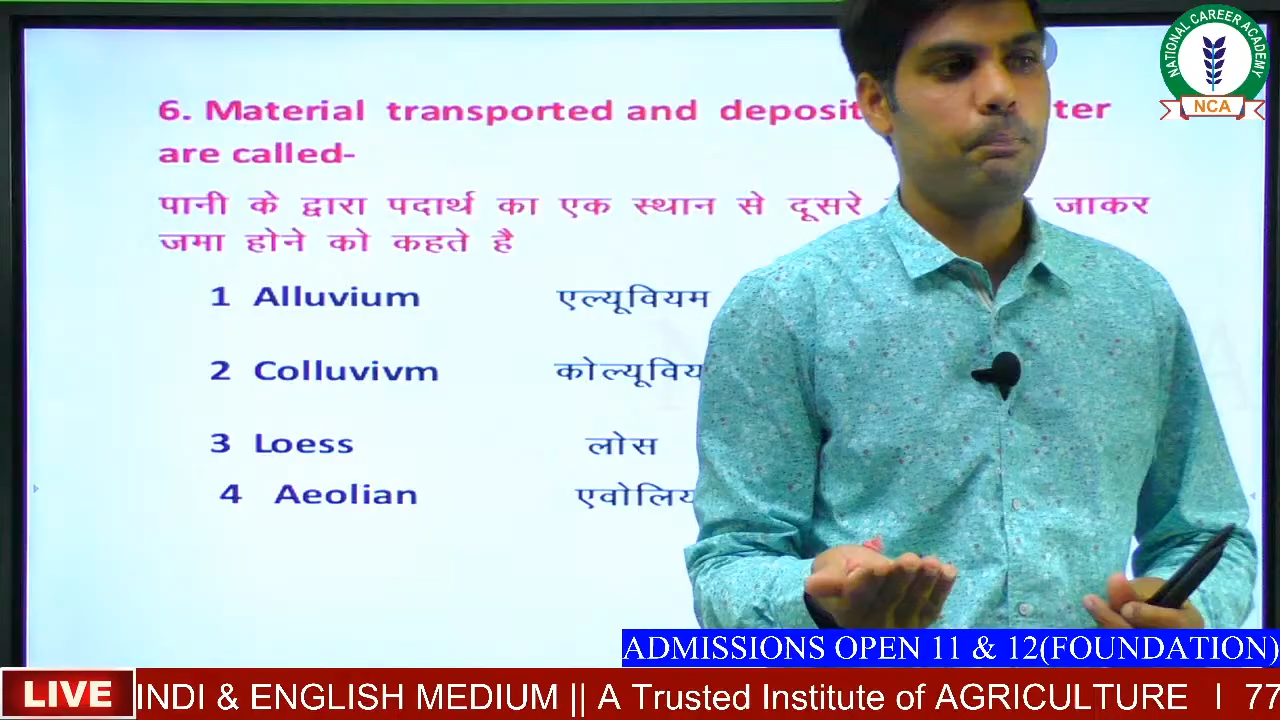 6. Material transported and deposit ter
are called-
पानी के द्वारा पदार्थ का एक स्थान से दूसरे जाकर
जमा होने को कहते है
1 Alluvium एल्यूवियम
2 Colluvivm कोल्यूविय
3 Loess लोस
4 Aeolian एवोलिय
NATIONAL CAREER ACADEMY
NCA
ADMISSIONS OPEN 11 & 12(FOUNDATION)
LIVE INDI & ENGLISH MEDIUM || A Trusted Institute of AGRICULTURE I 77